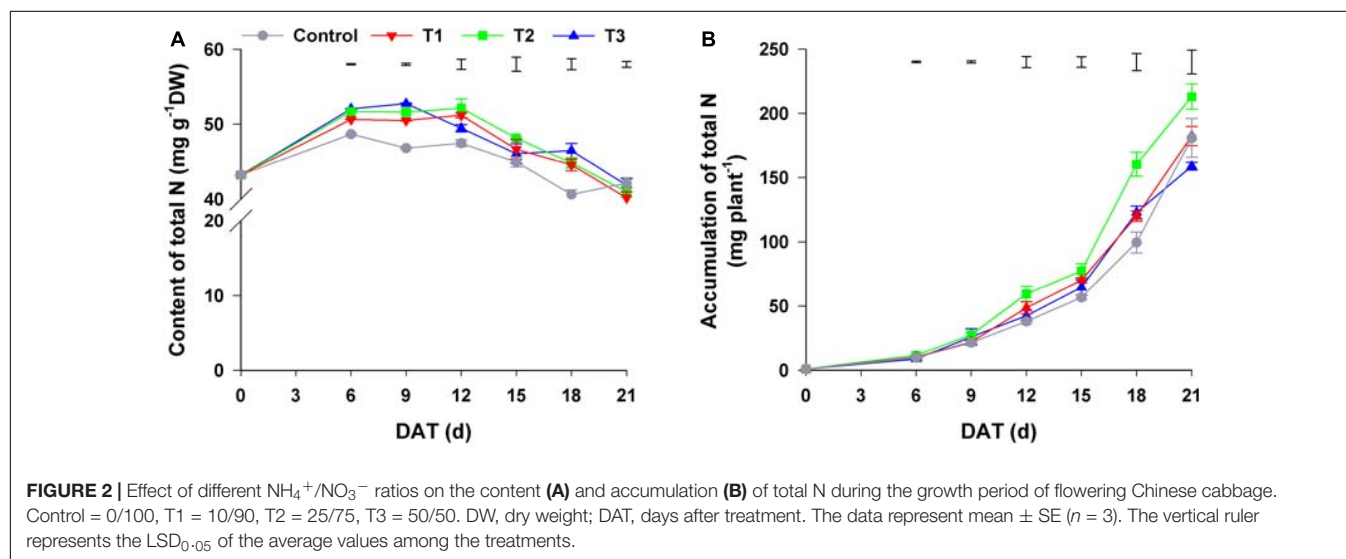 A
Control T1 T2 T3
60
50
40
20
10
0
Content of total N (mg g⁻¹DW)
0 3 6 9 12 15 18 21
DAT (d)
B
250
200
150
100
50
0
Accumulation of total N
(mg plant⁻¹)
0 3 6 9 12 15 18 21
DAT (d)
FIGURE 2 | Effect of different NH₄⁺/NO₃⁻ ratios on the content (A) and accumulation (B) of total N during the growth period of flowering Chinese cabbage.
Control = 0/100, T1 = 10/90, T2 = 25/75, T3 = 50/50. DW, dry weight; DAT, days after treatment. The data represent mean ± SE (n = 3). The vertical ruler
represents the LSD₀.₀₅ of the average values among the treatments.